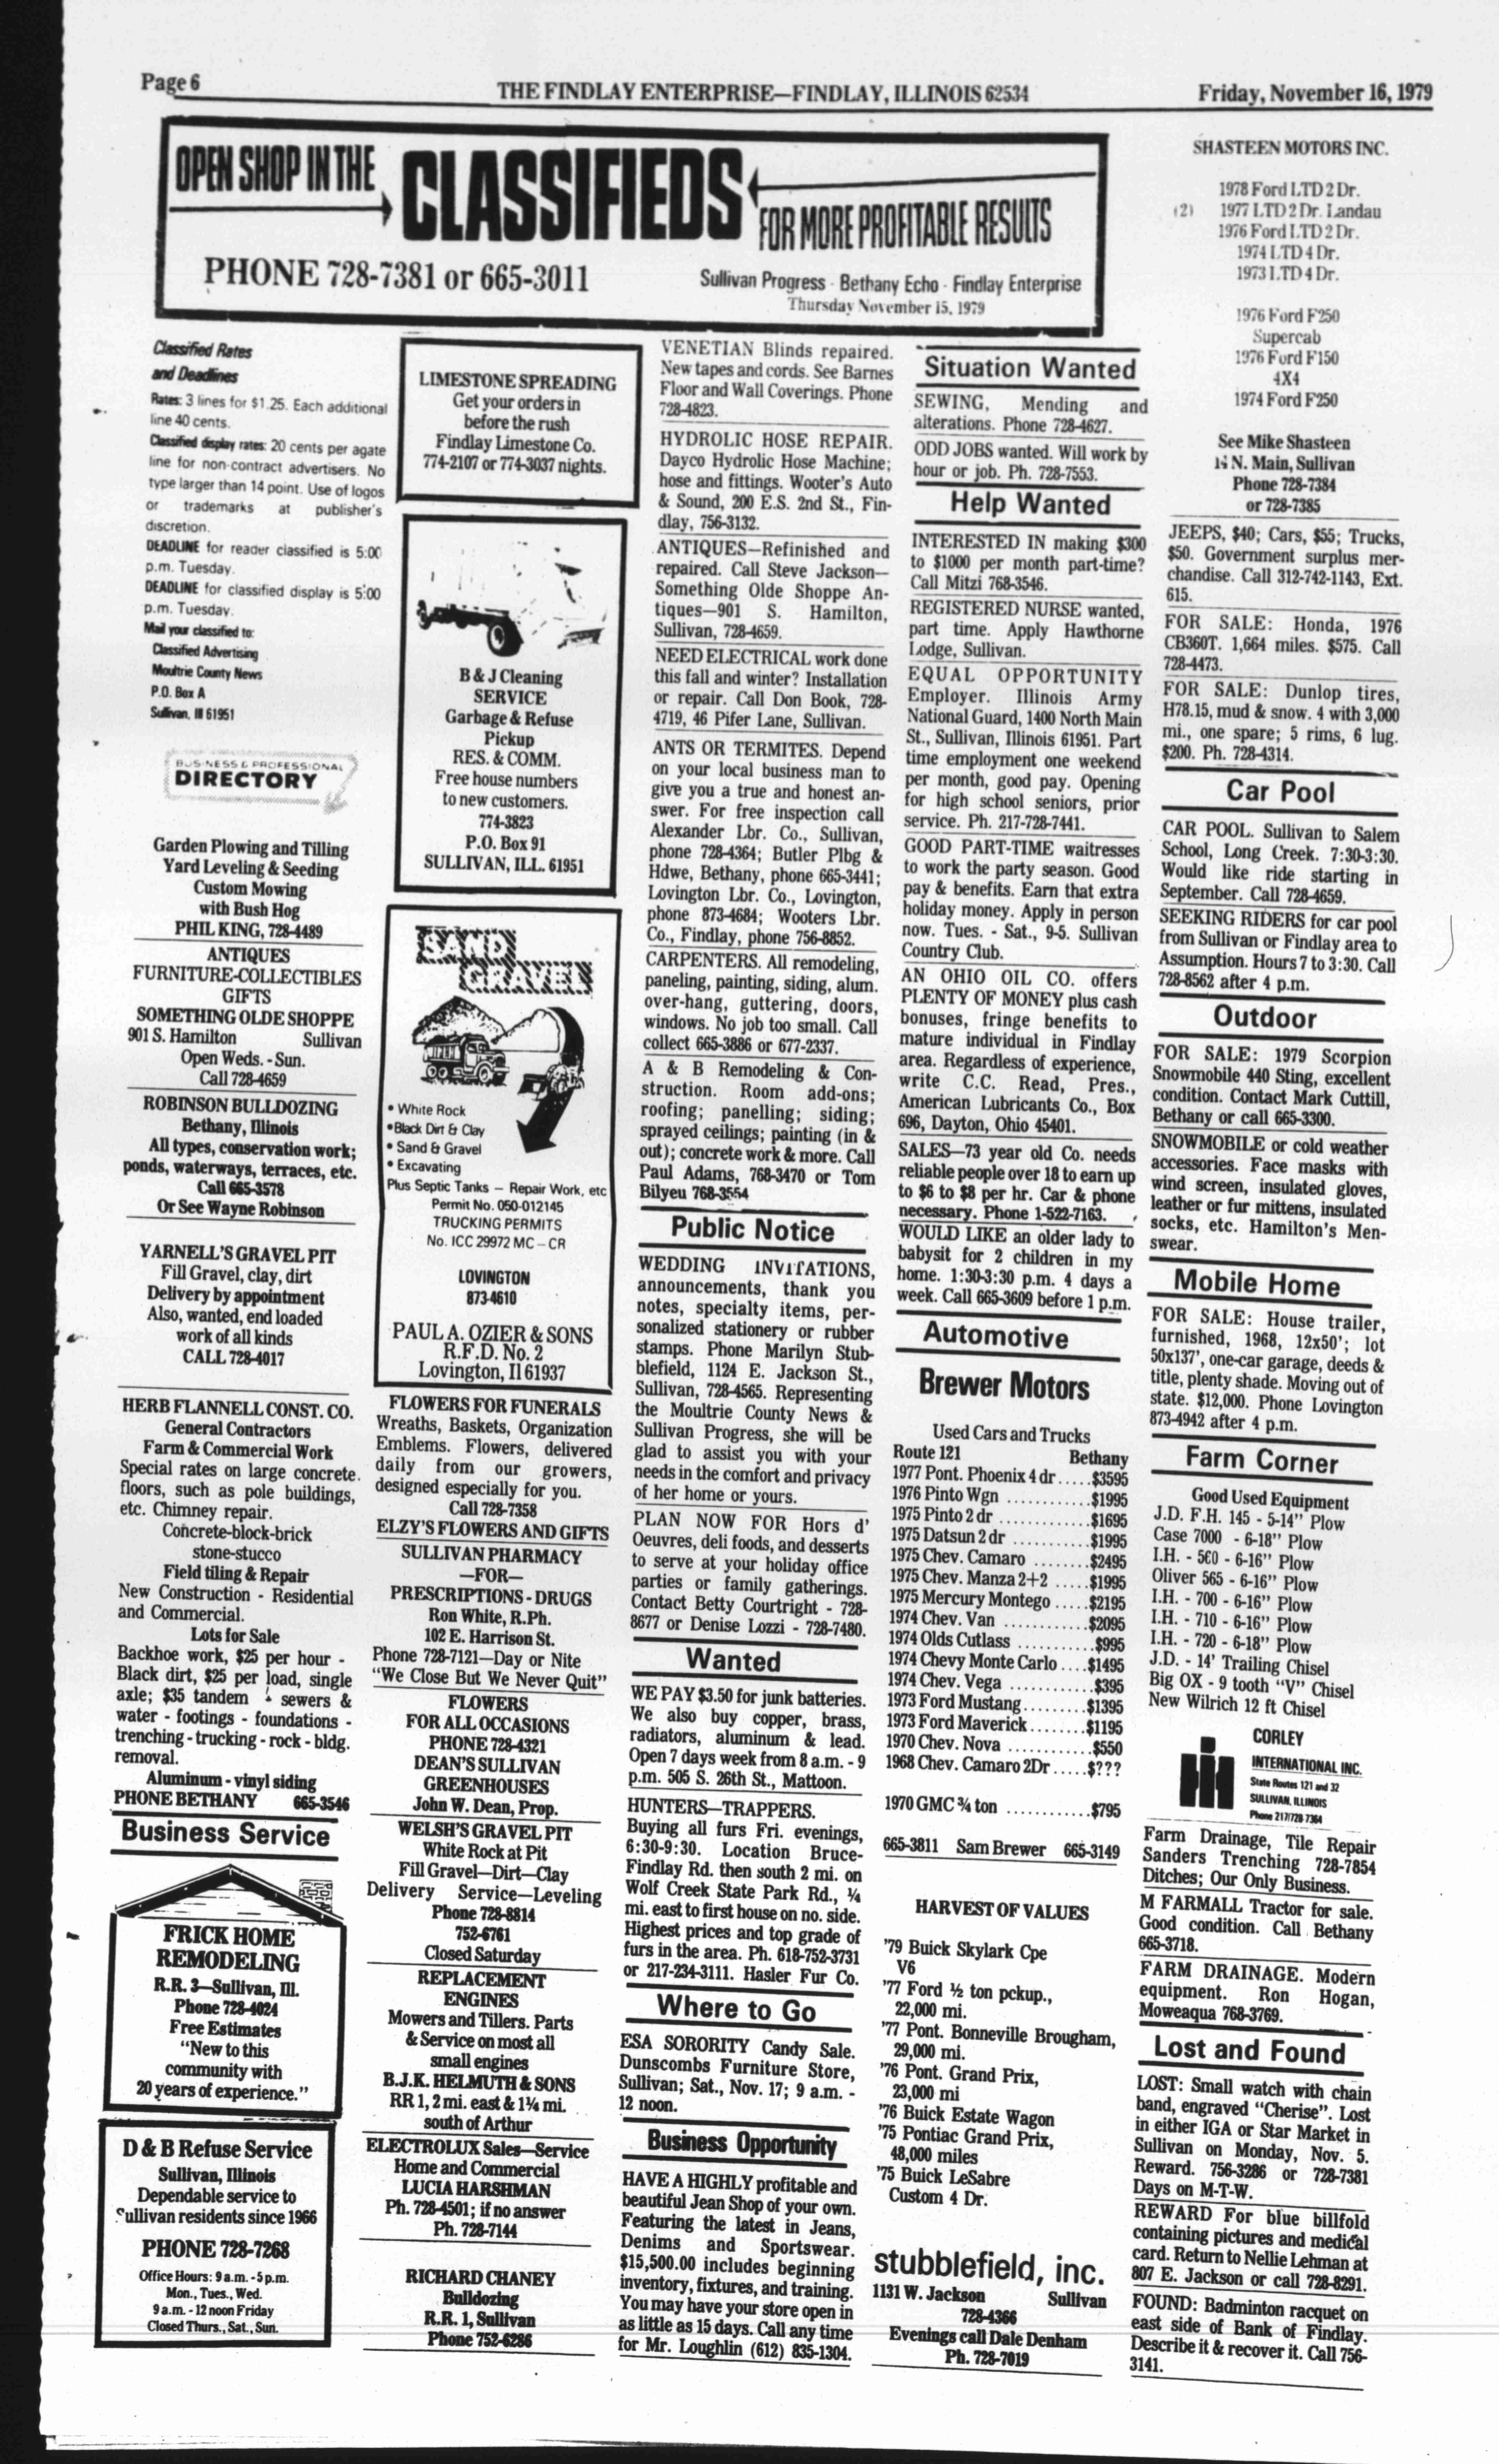 Page 6
THE FINDLAY ENTERPRISE—FINDLAY, ILLINOIS 62534
Friday, November 16, 1979
OPEN SHOP IN THE
CLASSIFIEDS
FOR MORE PROFITABLE RESULTS
PHONE 728-7381 or 665-3011
Sullivan Progress - Bethany Echo - Findlay Enterprise
Thursday November 15, 1979
Classified Rates
and Deadlines
Rates: 3 lines for $1.25. Each additional
line 40 cents.
Classified display rates: 20 cents per agate
line for non-contract advertisers. No
type larger than 14 point. Use of logos
or trademarks at publisher's
discretion.
DEADLINE for reader classified is 5:00
p.m. Tuesday.
DEADLINE for classified display is 5:00
p.m. Tuesday.
Mail your classified to:
Classified Advertising
Moultrie County News
P.O. Box A
Sullivan, Ill 61951
BUSINESS & PROFESSIONAL
DIRECTORY
Garden Plowing and Tilling
Yard Leveling & Seeding
Custom Mowing
with Bush Hog
PHIL KING, 728-4489
ANTIQUES
FURNITURE-COLLECTIBLES
GIFTS
SOMETHING OLDE SHOPPE
901 S. Hamilton Sullivan
Open Weds. - Sun.
Call 728-4659
ROBINSON BULLDOZING
Bethany, Illinois
All types, conservation work;
ponds, waterways, terraces, etc.
Call 665-3578
Or See Wayne Robinson
YARNELL'S GRAVEL PIT
Fill Gravel, clay, dirt
Delivery by appointment
Also, wanted, end loaded
work of all kinds
CALL 728-4017
HERB FLANNELL CONST. CO.
General Contractors
Farm & Commercial Work
Special rates on large concrete
floors, such as pole buildings,
etc. Chimney repair.
Concrete-block-brick
stone-stucco
Field tiling & Repair
New Construction - Residential
and Commercial.
Lots for Sale
Backhoe work, $25 per hour -
Black dirt, $25 per load, single
axle; $35 tandem - sewers &
water - footings - foundations -
trenching - trucking - rock - bldg.
removal.
Aluminum - vinyl siding
PHONE BETHANY 665-3546
Business Service
FRICK HOME
REMODELING
R.R. 3—Sullivan, Ill.
Phone 728-4024
Free Estimates
"New to this
community with
20 years of experience."
D & B Refuse Service
Sullivan, Illinois
Dependable service to
Sullivan residents since 1966
PHONE 728-7268
Office Hours: 9 a.m. - 5 p.m.
Mon., Tues., Wed.
9 a.m. - 12 noon Friday
Closed Thurs., Sat., Sun.
LIMESTONE SPREADING
Get your orders in
before the rush
Findlay Limestone Co.
774-2107 or 774-3037 nights.
B & J Cleaning
SERVICE
Garbage & Refuse
Pickup
RES. & COMM.
Free house numbers
to new customers.
774-3823
P.O. Box 91
SULLIVAN, ILL. 61951
SAND
GRAVEL
• White Rock
• Black Dirt & Clay
• Sand & Gravel
• Excavating
Plus Septic Tanks — Repair Work, etc
Permit No. 050-012145
TRUCKING PERMITS
No. ICC 29972 MC — CR
LOVINGTON
873-4610
PAUL A. OZIER & SONS
R.F.D. No. 2
Lovington, Il 61937
FLOWERS FOR FUNERALS
Wreaths, Baskets, Organization
Emblems. Flowers, delivered
daily from our growers,
designed especially for you.
Call 728-7358
ELZY'S FLOWERS AND GIFTS
SULLIVAN PHARMACY
—FOR—
PRESCRIPTIONS - DRUGS
Ron White, R.Ph.
102 E. Harrison St.
Phone 728-7121—Day or Nite
"We Close But We Never Quit"
FLOWERS
FOR ALL OCCASIONS
PHONE 728-4321
DEAN'S SULLIVAN
GREENHOUSES
John W. Dean, Prop.
WELSH'S GRAVEL PIT
White Rock at Pit
Fill Gravel—Dirt—Clay
Delivery Service—Leveling
Phone 728-8814
752-6761
Closed Saturday
REPLACEMENT
ENGINES
Mowers and Tillers. Parts
& Service on most all
small engines
B.J.K. HELMUTH & SONS
RR 1, 2 mi. east & 1¼ mi.
south of Arthur
ELECTROLUX Sales—Service
Home and Commercial
LUCIA HARSHMAN
Ph. 728-4501; if no answer
Ph. 728-7144
RICHARD CHANEY
Bulldozing
R.R. 1, Sullivan
Phone 752-6286
VENETIAN Blinds repaired.
New tapes and cords. See Barnes
Floor and Wall Coverings. Phone
728-4823.
HYDROLIC HOSE REPAIR.
Dayco Hydrolic Hose Machine;
hose and fittings. Wooter's Auto
& Sound, 200 E.S. 2nd St., Fin-
dlay, 756-3132.
ANTIQUES—Refinished and
repaired. Call Steve Jackson—
Something Olde Shoppe An-
tiques—901 S. Hamilton,
Sullivan, 728-4659.
NEED ELECTRICAL work done
this fall and winter? Installation
or repair. Call Don Book, 728-
4719, 46 Pifer Lane, Sullivan.
ANTS OR TERMITES. Depend
on your local business man to
give you a true and honest an-
swer. For free inspection call
Alexander Lbr. Co., Sullivan,
phone 728-4364; Butler Plbg &
Hdwe, Bethany, phone 665-3441;
Lovington Lbr. Co., Lovington,
phone 873-4684; Wooters Lbr.
Co., Findlay, phone 756-8852.
CARPENTERS. All remodeling,
paneling, painting, siding, alum.
over-hang, guttering, doors,
windows. No job too small. Call
collect 665-3886 or 677-2337.
A & B Remodeling & Con-
struction. Room add-ons;
roofing; panelling; siding;
sprayed ceilings; painting (in &
out); concrete work & more. Call
Paul Adams, 768-3470 or Tom
Bilyeu 768-3554
Public Notice
WEDDING INVITATIONS,
announcements, thank you
notes, specialty items, per-
sonalized stationery or rubber
stamps. Phone Marilyn Stub-
blefield, 1124 E. Jackson St.,
Sullivan, 728-4565. Representing
the Moultrie County News &
Sullivan Progress, she will be
glad to assist you with your
needs in the comfort and privacy
of her home or yours.
PLAN NOW FOR Hors d'
Oeuvres, deli foods, and desserts
to serve at your holiday office
parties or family gatherings.
Contact Betty Courtright - 728-
8677 or Denise Lozzi - 728-7480.
Wanted
WE PAY $3.50 for junk batteries.
We also buy copper, brass,
radiators, aluminum & lead.
Open 7 days week from 8 a.m. - 9
p.m. 505 S. 26th St., Mattoon.
HUNTERS—TRAPPERS.
Buying all furs Fri. evenings,
6:30-9:30. Location Bruce-
Findlay Rd. then south 2 mi. on
Wolf Creek State Park Rd., ¼
mi. east to first house on no. side.
Highest prices and top grade of
furs in the area. Ph. 618-752-3731
or 217-234-3111. Hasler Fur Co.
Where to Go
ESA SORORITY Candy Sale.
Dunscombs Furniture Store,
Sullivan; Sat., Nov. 17; 9 a.m. -
12 noon.
Business Opportunity
HAVE A HIGHLY profitable and
beautiful Jean Shop of your own.
Featuring the latest in Jeans,
Denims and Sportswear.
$15,500.00 includes beginning
inventory, fixtures, and training.
You may have your store open in
as little as 15 days. Call any time
for Mr. Loughlin (612) 835-1304.
Situation Wanted
SEWING, Mending and
alterations. Phone 728-4627.
ODD JOBS wanted. Will work by
hour or job. Ph. 728-7553.
Help Wanted
INTERESTED IN making $300
to $1000 per month part-time?
Call Mitzi 768-3546.
REGISTERED NURSE wanted,
part time. Apply Hawthorne
Lodge, Sullivan.
EQUAL OPPORTUNITY
Employer. Illinois Army
National Guard, 1400 North Main
St., Sullivan, Illinois 61951. Part
time employment one weekend
per month, good pay. Opening
for high school seniors, prior
service. Ph. 217-728-7441.
GOOD PART-TIME waitresses
to work the party season. Good
pay & benefits. Earn that extra
holiday money. Apply in person
now. Tues. - Sat., 9-5. Sullivan
Country Club.
AN OHIO OIL CO. offers
PLENTY OF MONEY plus cash
bonuses, fringe benefits to
mature individual in Findlay
area. Regardless of experience,
write C.C. Read, Pres.,
American Lubricants Co., Box
696, Dayton, Ohio 45401.
SALES—73 year old Co. needs
reliable people over 18 to earn up
to $6 to $8 per hr. Car & phone
necessary. Phone 1-522-7163.
WOULD LIKE an older lady to
babysit for 2 children in my
home. 1:30-3:30 p.m. 4 days a
week. Call 665-3609 before 1 p.m.
Automotive
Brewer Motors
Used Cars and Trucks
Route 121 Bethany
1977 Pont. Phoenix 4 dr.....$3595
1976 Pinto Wgn ............$1995
1975 Pinto 2 dr ............$1695
1975 Datsun 2 dr ...........$1995
1975 Chev. Camaro ........$2495
1975 Chev. Manza 2+2 .....$1995
1975 Mercury Montego .....$2195
1974 Chev. Van ............$2095
1974 Olds Cutlass ..........$995
1974 Chevy Monte Carlo ....$1495
1974 Chev. Vega ............$395
1973 Ford Mustang.........$1395
1973 Ford Maverick........$1195
1970 Chev. Nova ............$550
1968 Chev. Camaro 2Dr .....$???
1970 GMC ¾ ton ............$795
665-3811 Sam Brewer 665-3149
HARVEST OF VALUES
'79 Buick Skylark Cpe
V6
'77 Ford ½ ton pckup.,
22,000 mi.
'77 Pont. Bonneville Brougham,
29,000 mi.
'76 Pont. Grand Prix,
23,000 mi
'76 Buick Estate Wagon
'75 Pontiac Grand Prix,
48,000 miles
'75 Buick LeSabre
Custom 4 Dr.
stubblefield, inc.
1131 W. Jackson Sullivan
728-4366
Evenings call Dale Denham
Ph. 728-7019
SHASTEEN MOTORS INC.
1978 Ford LTD 2 Dr.
(2) 1977 LTD 2 Dr. Landau
1976 Ford LTD 2 Dr.
1974 LTD 4 Dr.
1973 LTD 4 Dr.
1976 Ford F250
Supercab
1976 Ford F150
4X4
1974 Ford F250
See Mike Shasteen
N. Main, Sullivan
Phone 728-7384
or 728-7385
JEEPS, $40; Cars, $55; Trucks,
$50. Government surplus mer-
chandise. Call 312-742-1143, Ext.
615.
FOR SALE: Honda, 1976
CB360T. 1,664 miles. $575. Call
728-4473.
FOR SALE: Dunlop tires,
H78.15, mud & snow. 4 with 3,000
mi., one spare; 5 rims, 6 lug.
$200. Ph. 728-4314.
Car Pool
CAR POOL. Sullivan to Salem
School, Long Creek. 7:30-3:30.
Would like ride starting in
September. Call 728-4659.
SEEKING RIDERS for car pool
from Sullivan or Findlay area to
Assumption. Hours 7 to 3:30. Call
728-8562 after 4 p.m.
Outdoor
FOR SALE: 1979 Scorpion
Snowmobile 440 Sting, excellent
condition. Contact Mark Cuttill,
Bethany or call 665-3300.
SNOWMOBILE or cold weather
accessories. Face masks with
wind screen, insulated gloves,
leather or fur mittens, insulated
socks, etc. Hamilton's Men-
swear.
Mobile Home
FOR SALE: House trailer,
furnished, 1968, 12x50'; lot
50x137', one-car garage, deeds &
title, plenty shade. Moving out of
state. $12,000. Phone Lovington
873-4942 after 4 p.m.
Farm Corner
Good Used Equipment
J.D. F.H. 145 - 5-14" Plow
Case 7000 - 6-18" Plow
I.H. - 560 - 6-16" Plow
Oliver 565 - 6-16" Plow
I.H. - 700 - 6-16" Plow
I.H. - 710 - 6-16" Plow
I.H. - 720 - 6-18" Plow
J.D. - 14' Trailing Chisel
Big OX - 9 tooth "V" Chisel
New Wilrich 12 ft Chisel
CORLEY
INTERNATIONAL INC.
State Routes 121 and 32
SULLIVAN, ILLINOIS
Phone 217/728-7364
Farm Drainage, Tile Repair
Sanders Trenching 728-7854
Ditches; Our Only Business.
M FARMALL Tractor for sale.
Good condition. Call Bethany
665-3718.
FARM DRAINAGE. Modern
equipment. Ron Hogan,
Moweaqua 768-3769.
Lost and Found
LOST: Small watch with chain
band, engraved "Cherise". Lost
in either IGA or Star Market in
Sullivan on Monday, Nov. 5.
Reward. 756-3286 or 728-7381
Days on M-T-W.
REWARD For blue billfold
containing pictures and medical
card. Return to Nellie Lehman at
807 E. Jackson or call 728-8291.
FOUND: Badminton racquet on
east side of Bank of Findlay.
Describe it & recover it. Call 756-
3141.